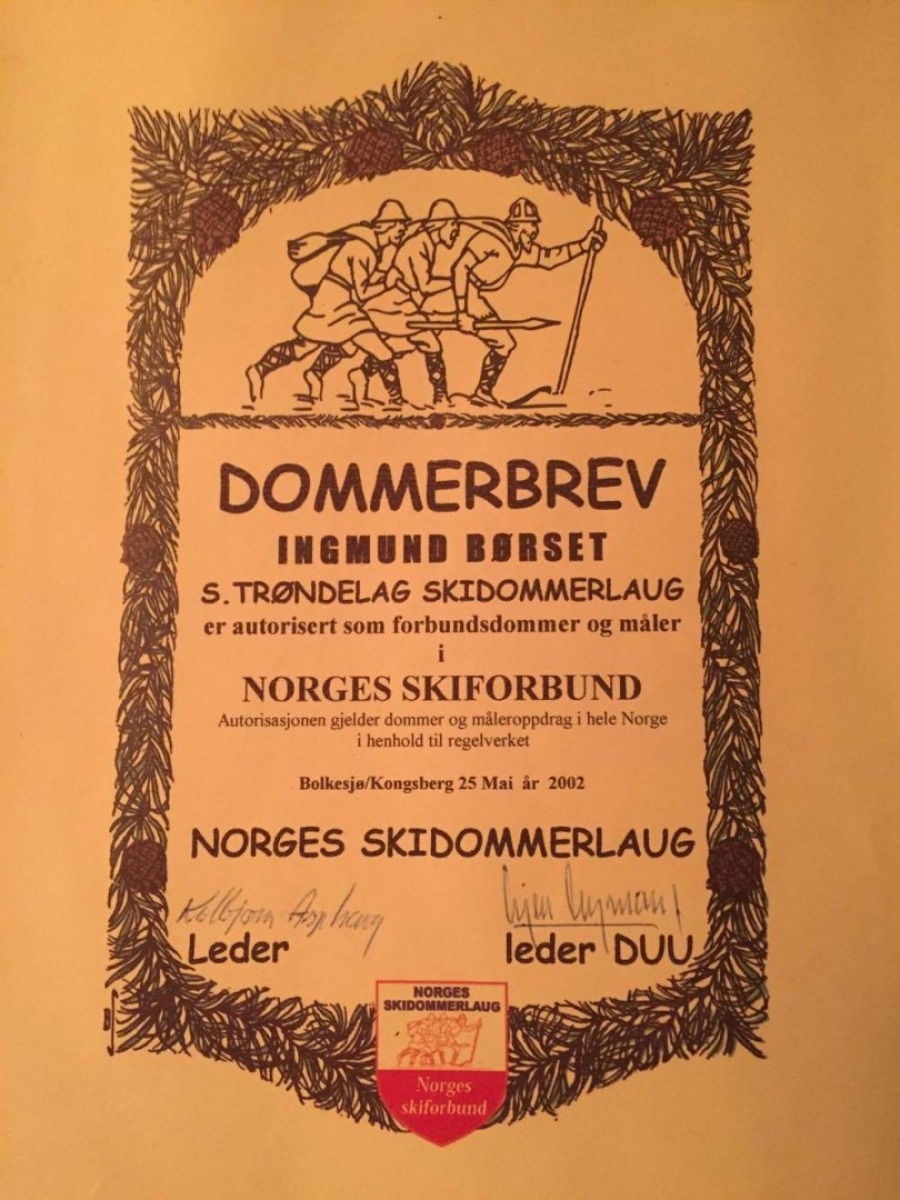 DOMMERBREV
INGMUND BØRSET
S. TRØNDELAG SKIDOMMERLAUG
er autorisert som forbundsdommer og måler
i
NORGES SKIFORBUND
Autorisasjonen gjelder dommer og måleroppdrag i hele Norge
i henhold til regelverket
Bolkesjø/Kongsberg 25 Mai år 2002
NORGES SKIDOMMERLAUG
Leder
leder DUU
NORGES
SKIDOMMERLAUG
Norges
skiforbund